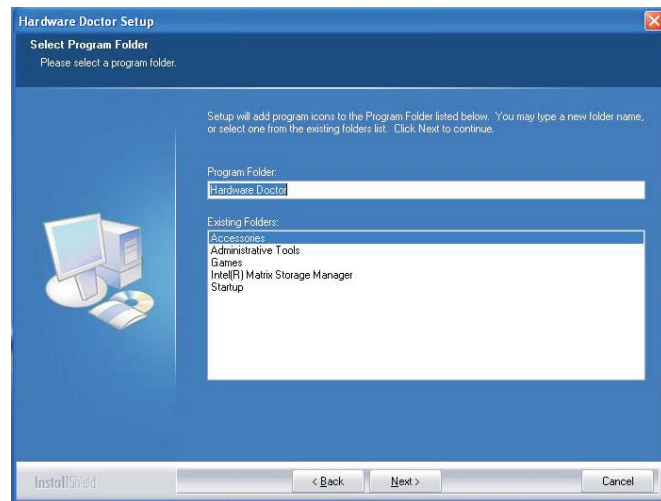 Hardware Doctor Setup
Select Program Folder
Please select a program folder.
Setup will add program icons to the Program Folder listed below. You may type a new folder name,
or select one from the existing folders list. Click Next to continue.
Program Folder:
Hardware Doctor
Existing Folders:
Accessories
Administrative Tools
Games
Intel(R) Matrix Storage Manager
Startup
InstallShield
< Back
Next >
Cancel